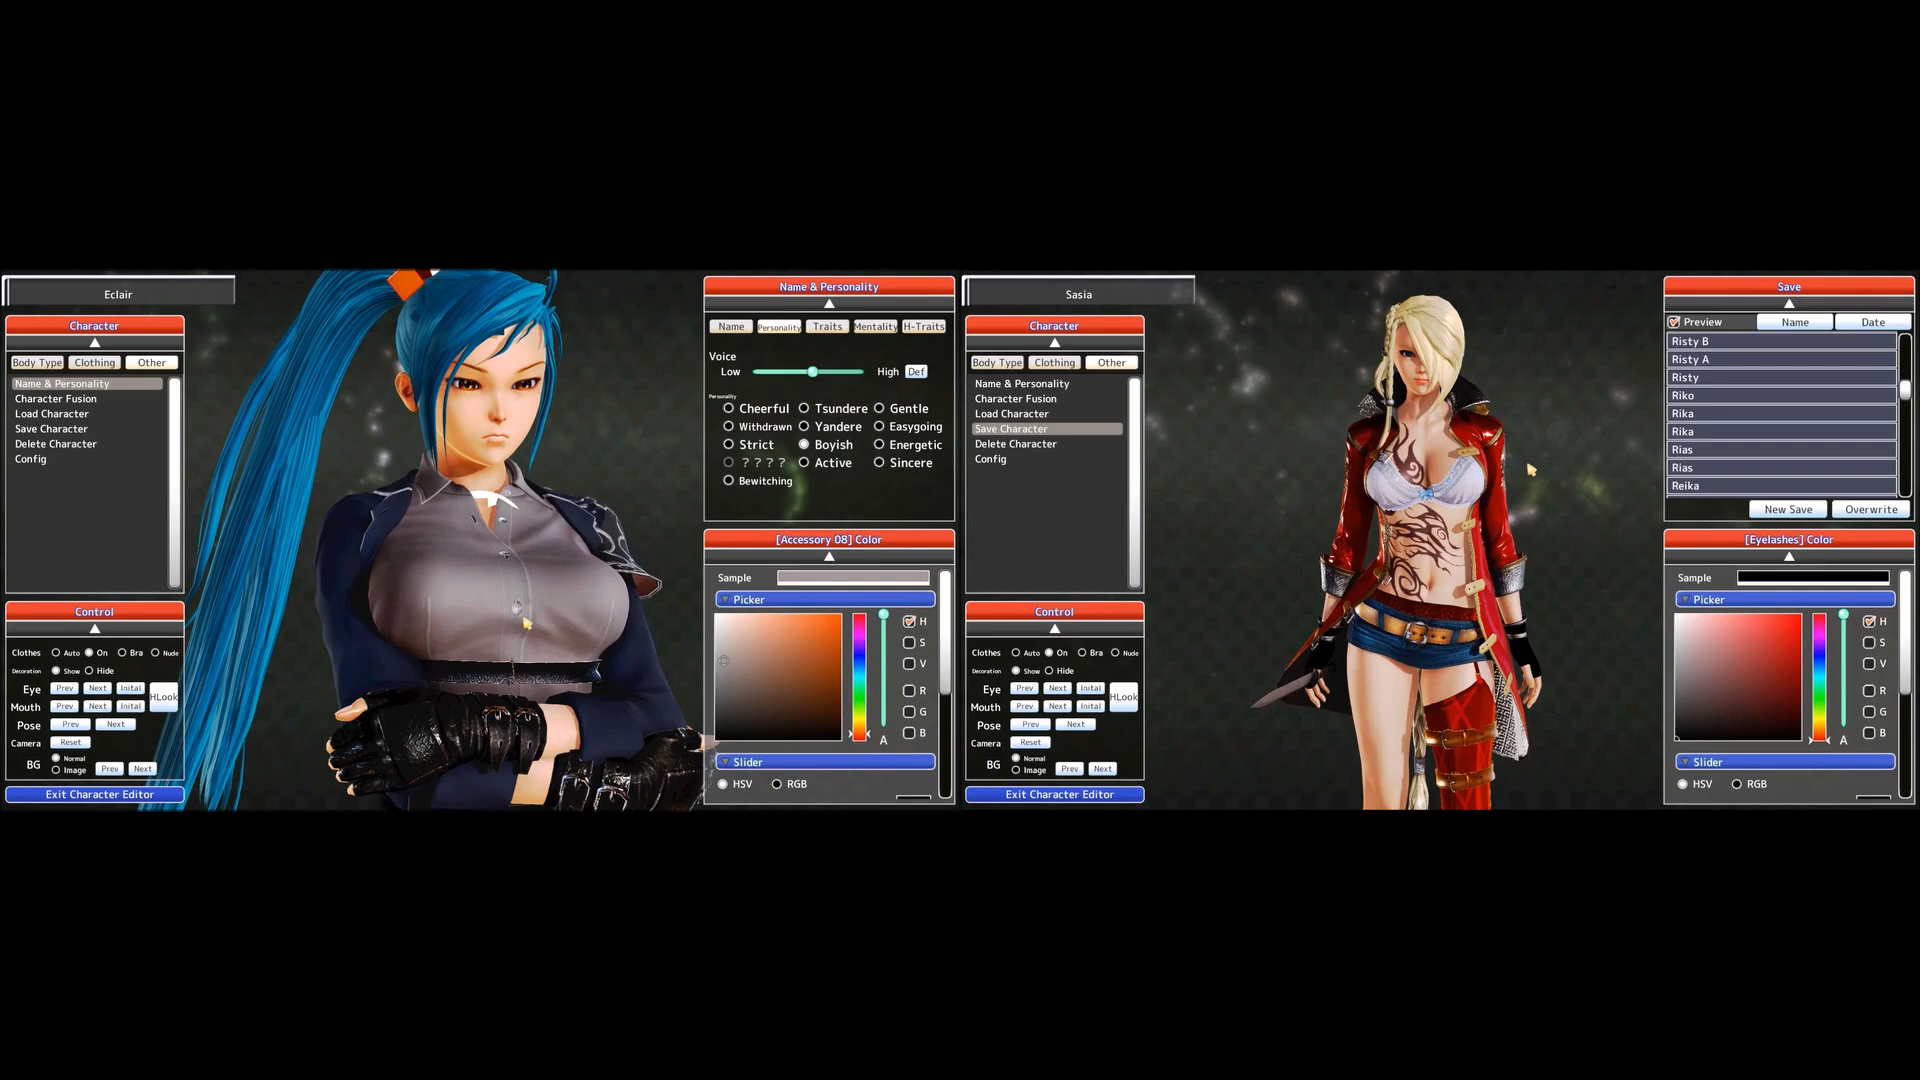 Eclair
Character
Body Type Clothing Other
Name & Personality
Character Fusion
Load Character
Save Character
Delete Character
Config
Control
Clothes Auto On Bra Nude
Decoration Show Hide
Eye Prev Next Inital HLook
Mouth Prev Next Inital
Pose Prev Next
Camera Reset
BG Normal
Image Prev Next
Exit Character Editor
Name & Personality
Name Personality Traits Mentality H-Traits
Voice
Low High Def
Personality
Cheerful Tsundere Gentle
Withdrawn Yandere Easygoing
Strict Boyish Energetic
???? Active Sincere
Bewitching
[Accessory 08] Color
Sample
Picker
H
S
V
R
G
B
A
Slider
HSV RGB
Sasia
Character
Body Type Clothing Other
Name & Personality
Character Fusion
Load Character
Save Character
Delete Character
Config
Control
Clothes Auto On Bra Nude
Decoration Show Hide
Eye Prev Next Inital HLook
Mouth Prev Next Inital
Pose Prev Next
Camera Reset
BG Normal
Image Prev Next
Exit Character Editor
Save
Preview Name Date
Risty B
Risty A
Risty
Riko
Rika
Rika
Rias
Rias
Reika
New Save Overwrite
[Eyelashes] Color
Sample
Picker
H
S
V
R
G
B
A
Slider
HSV RGB